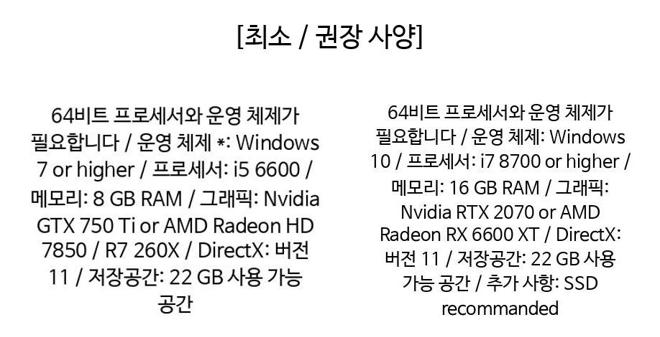 [최소 / 권장 사양]
64비트 프로세서와 운영 체제가
필요합니다 / 운영 체제 *: Windows
7 or higher / 프로세서: i5 6600 /
메모리: 8 GB RAM / 그래픽: Nvidia
GTX 750 Ti or AMD Radeon HD
7850 / R7 260X / DirectX: 버전
11 / 저장공간: 22 GB 사용 가능
공간
64비트 프로세서와 운영 체제가
필요합니다 / 운영 체제: Windows
10 / 프로세서: i7 8700 or higher /
메모리: 16 GB RAM / 그래픽:
Nvidia RTX 2070 or AMD
Radeon RX 6600 XT / DirectX:
버전 11 / 저장공간: 22 GB 사용
가능 공간 / 추가 사항: SSD
recommanded